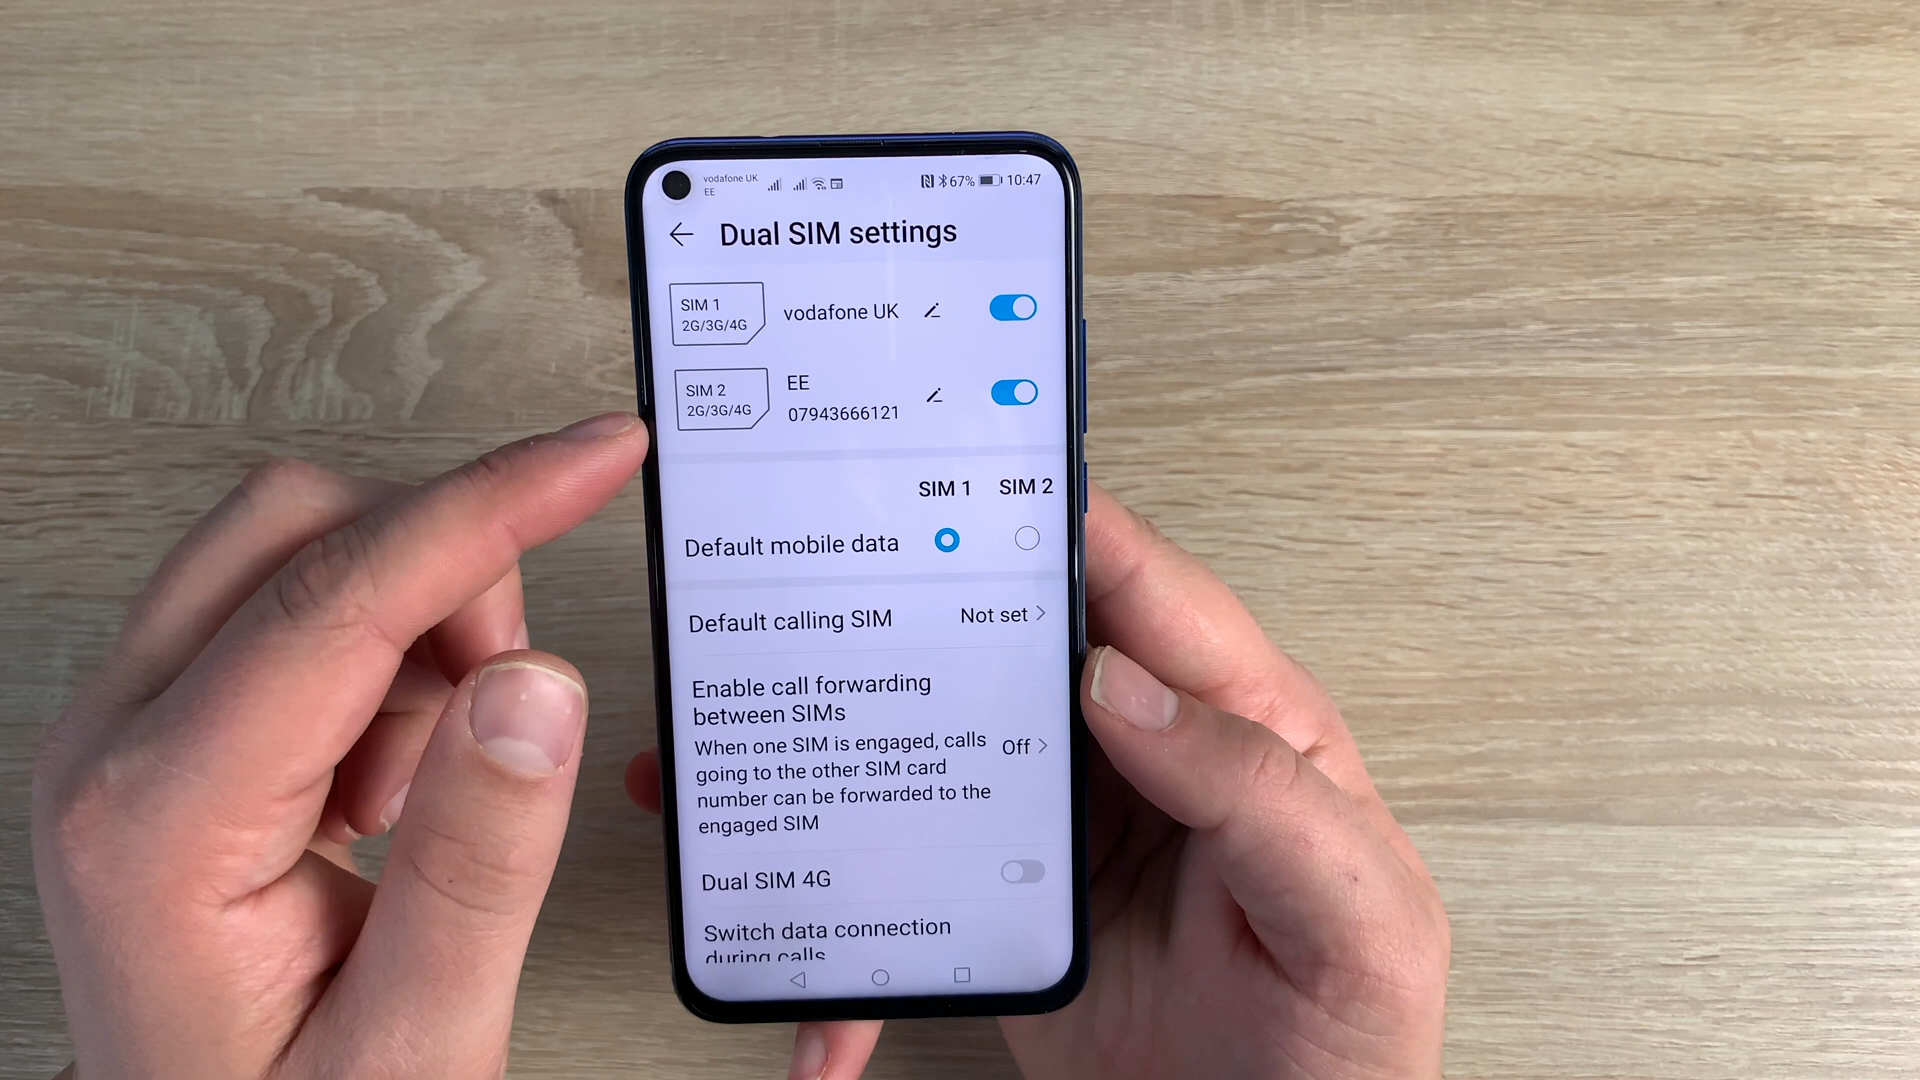 vodafone UK
EE
67% 10:47
Dual SIM settings
SIM 1
2G/3G/4G
vodafone UK
SIM 2
2G/3G/4G
EE
07943666121
SIM 1 SIM 2
Default mobile data
Default calling SIM Not set
Enable call forwarding
between SIMs
When one SIM is engaged, calls
going to the other SIM card
number can be forwarded to the
engaged SIM
Off
Dual SIM 4G
Switch data connection
during calls